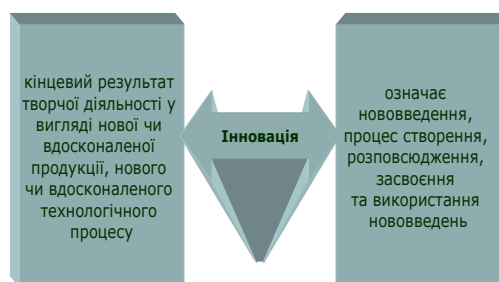 кінцевий результат
творчої діяльності у
вигляді нової чи
вдосконаленої
продукції, нового
чи вдосконаленого
технологічного
процесу
Інновація
означає
нововведення,
процес створення,
розповсюдження,
засвоєння
та використання
нововведень